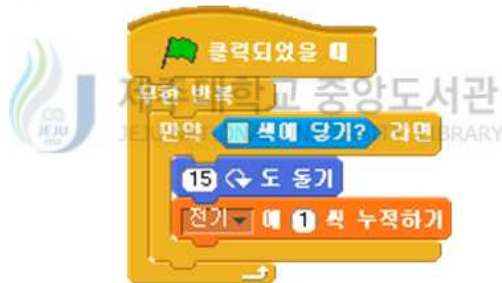 클릭되었을 때
무한 반복
만약 색에 닿기? 라면
15 도 돌기
전기 에 1 씩 누적하기
제주대학교 중앙도서관
JEJU